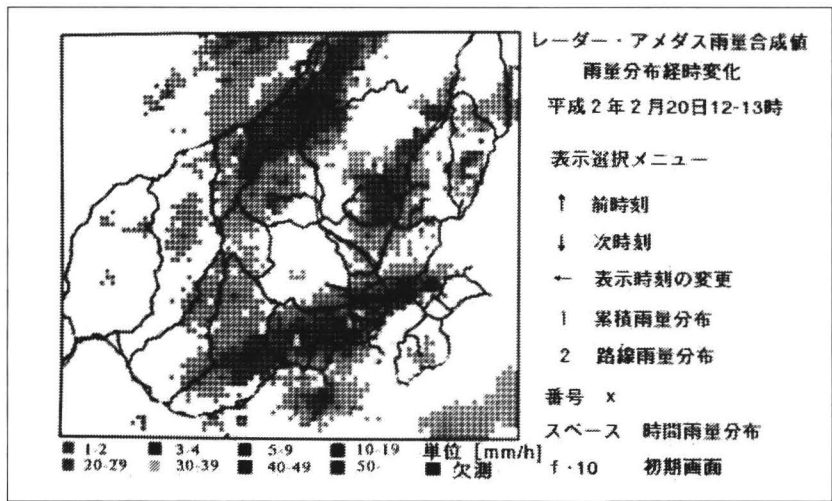 レーダー・アメダス雨量合成値
雨量分布経時変化
平成2年2月20日12-13時
表示選択メニュー
↑ 前時刻
↓ 次時刻
← 表示時刻の変更
1 累積雨量分布
2 路線雨量分布
番号 x
スペース 時間雨量分布
f・10 初期画面
1-2 3-4 5-9 10-19 単位 [mm/h]
20-29 30-39 40-49 50- 欠測